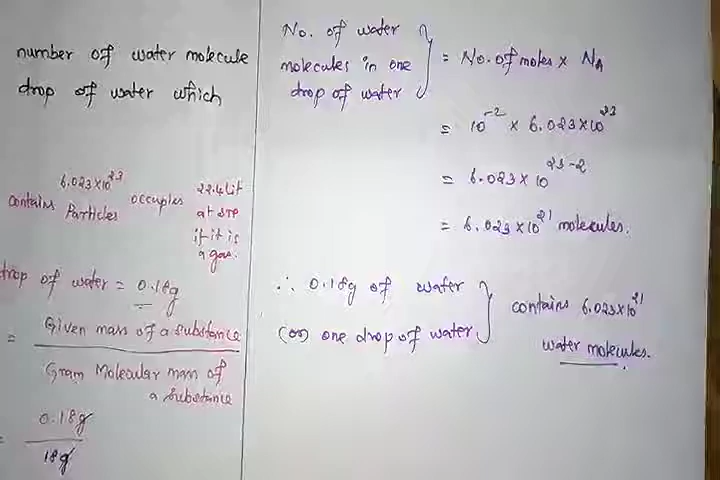 number of water molecule
drop of water which
6.023×10²³
contains Particles occupies 22.4 lit
at STP
if it is
a gas.
drop of water = 0.18g
= Given mass of a substance
Gram Molecular mass of
a substance
= 0.18g
18g
No. of water
molecules in one
drop of water } = No. of moles × N_A
= 10⁻² × 6.023×10²³
= 6.023×10²³⁻²
= 6.023×10²¹ molecules.
∴ 0.18g of water
(or) one drop of water } contains 6.023×10²¹
water molecules.